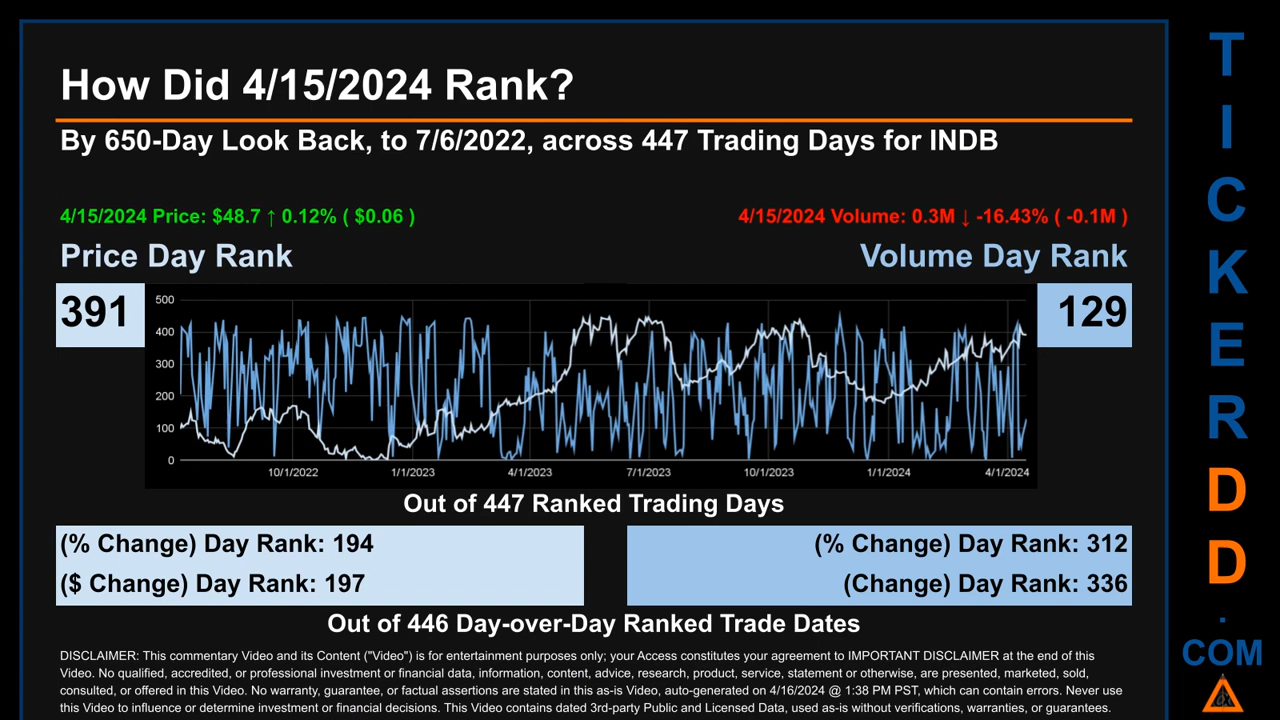 How Did 4/15/2024 Rank?
By 650-Day Look Back, to 7/6/2022, across 447 Trading Days for INDB
4/15/2024 Price: $48.7 ↑ 0.12% ( $0.06 )
4/15/2024 Volume: 0.3M ↓ -16.43% ( -0.1M )
Price Day Rank
Volume Day Rank
391
129
500
400
300
200
100
0
10/1/2022
1/1/2023
4/1/2023
7/1/2023
10/1/2023
1/1/2024
4/1/2024
Out of 447 Ranked Trading Days
(% Change) Day Rank: 194
($ Change) Day Rank: 197
(% Change) Day Rank: 312
(Change) Day Rank: 336
Out of 446 Day-over-Day Ranked Trade Dates
DISCLAIMER: This commentary Video and its Content ("Video") is for entertainment purposes only; your Access constitutes your agreement to IMPORTANT DISCLAIMER at the end of this
Video. No qualified, accredited, or professional investment or financial data, information, content, advice, research, product, service, statement or otherwise, are presented, marketed, sold,
consulted, or offered in this Video. No warranty, guarantee, or factual assertions are stated in this as-is Video, auto-generated on 4/16/2024 @ 1:38 PM PST, which can contain errors. Never use
this Video to influence or determine investment or financial decisions. This Video contains dated 3rd-party Public and Licensed Data, used as-is without verifications, warranties, or guarantees.
T
I
C
K
E
R
D
D
.
COM